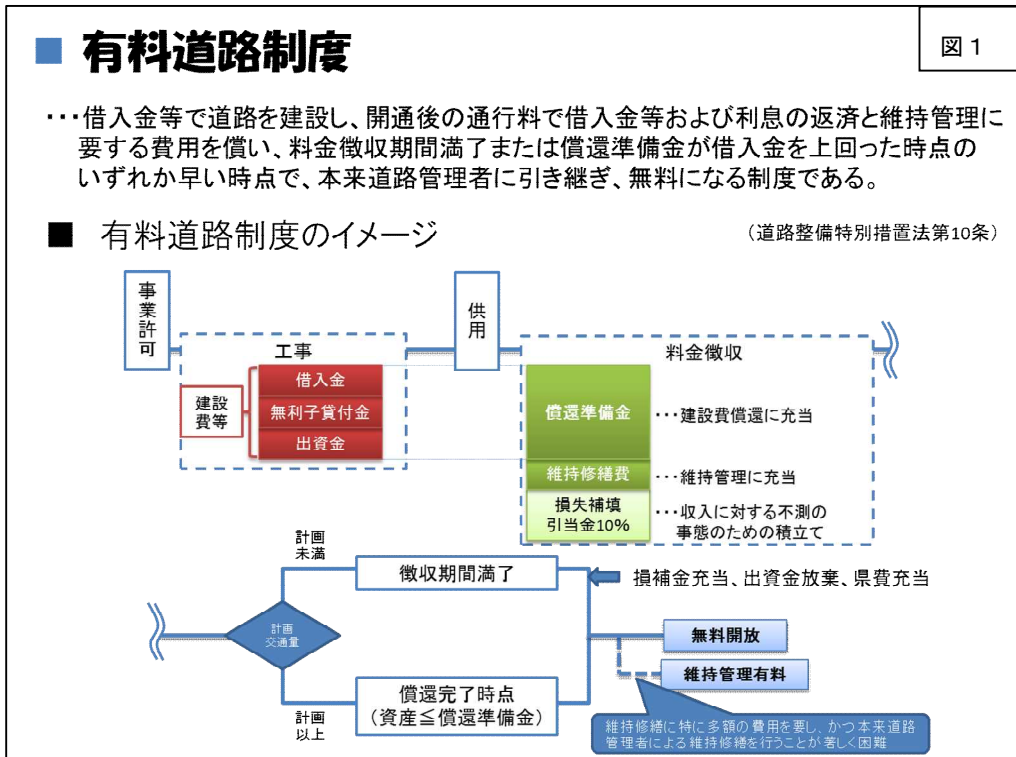 有料道路制度
図1
・・・借入金等で道路を建設し、開通後の通行料で借入金等および利息の返済と維持管理に
要する費用を償い、料金徴収期間満了または償還準備金が借入金を上回った時点の
いずれか早い時点で、本来道路管理者に引き継ぎ、無料になる制度である。
■ 有料道路制度のイメージ
（道路整備特別措置法第10条）
事業許可
工事
建設
費等
借入金
無利子貸付金
出資金
供用
料金徴収
償還準備金
・・・建設費償還に充当
維持修繕費
・・・維持管理に充当
損失補填
引当金10%
・・・収入に対する不測の
事態のための積立て
計画
交通量
計画
未満
徴収期間満了
損補金充当、出資金放棄、県費充当
計画
以上
償還完了時点
（資産≦償還準備金）
無料開放
維持管理有料
維持修繕に特に多額の費用を要し、かつ本来道路
管理者による維持修繕を行うことが著しく困難